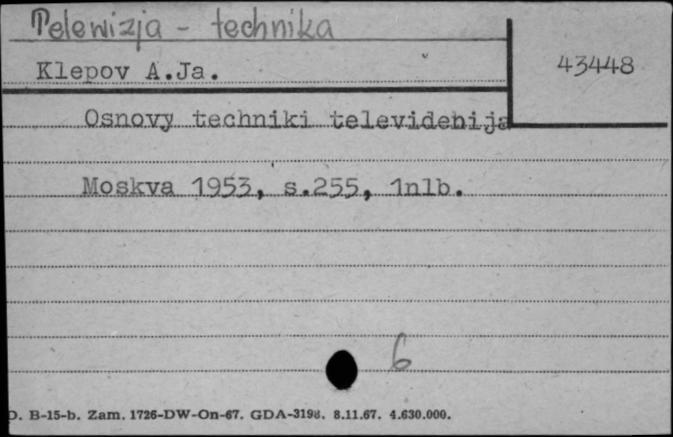 Telewizja - technika
Klepov A.Ja.
43448
Osnovy techniki televidenija
Moskva 1953, s.255, 1nlb.
6
D. B-15-b. Zam. 1726-DW-On-67. GDA-3198. 8.11.67. 4.630.000.